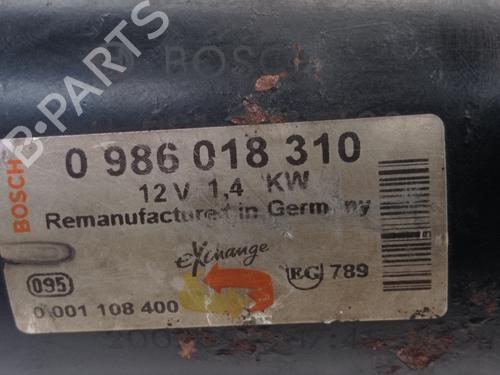 B-PARTS
BOSCH
BOSCH
0 986 018 310
12 V 1,4 KW
Remanufactured in Germany
eXchange
EG 789
095
0 001 108 400